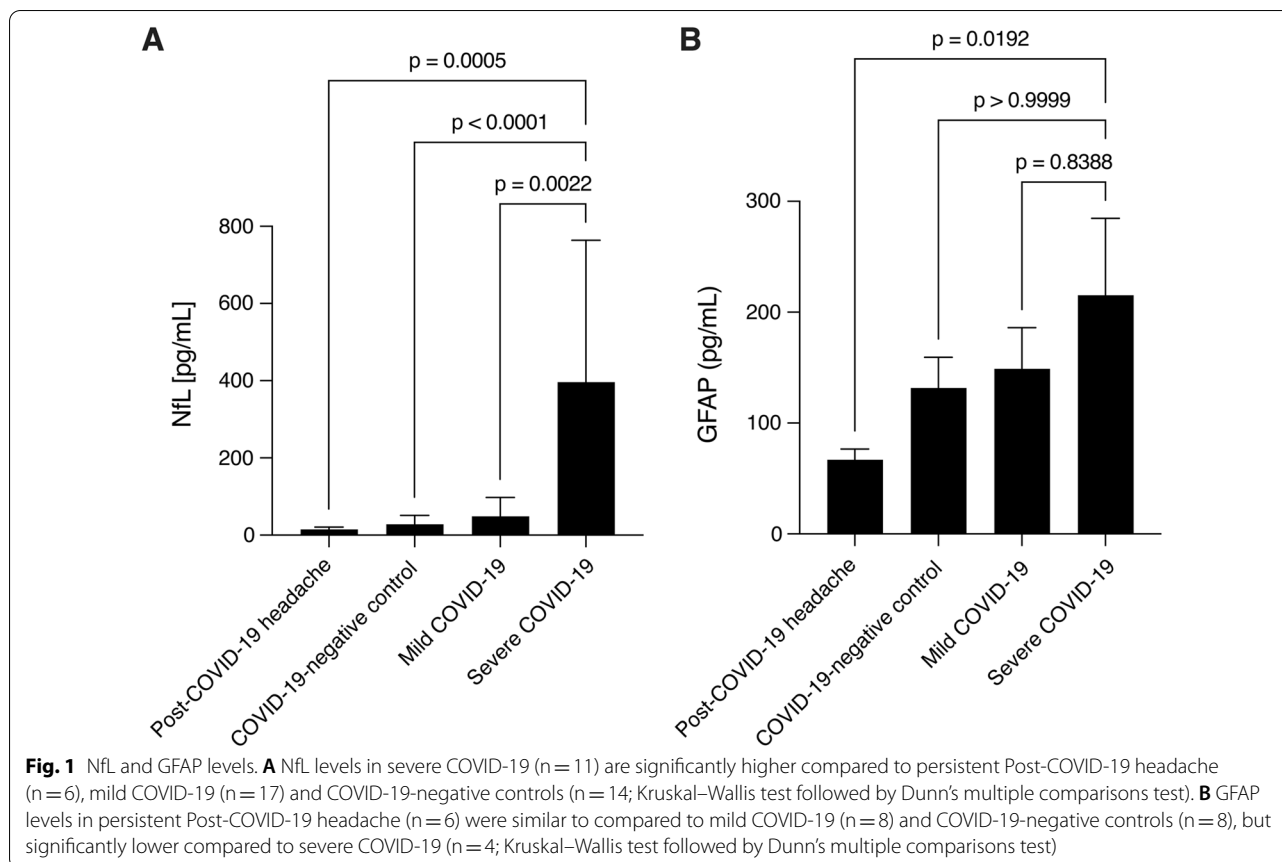 A
p = 0.0005
p < 0.0001
p = 0.0022
800
600
400
200
0
NfL [pg/mL]
Post-COVID-19 headache
COVID-19-negative control
Mild COVID-19
Severe COVID-19
B
p = 0.0192
p > 0.9999
p = 0.8388
300
200
100
0
GFAP (pg/mL)
Post-COVID-19 headache
COVID-19-negative control
Mild COVID-19
Severe COVID-19
Fig. 1 NfL and GFAP levels. A NfL levels in severe COVID-19 (n = 11) are significantly higher compared to persistent Post-COVID-19 headache
(n = 6), mild COVID-19 (n = 17) and COVID-19-negative controls (n = 14; Kruskal–Wallis test followed by Dunn's multiple comparisons test). B GFAP
levels in persistent Post-COVID-19 headache (n = 6) were similar to compared to mild COVID-19 (n = 8) and COVID-19-negative controls (n = 8), but
significantly lower compared to severe COVID-19 (n = 4; Kruskal–Wallis test followed by Dunn's multiple comparisons test)